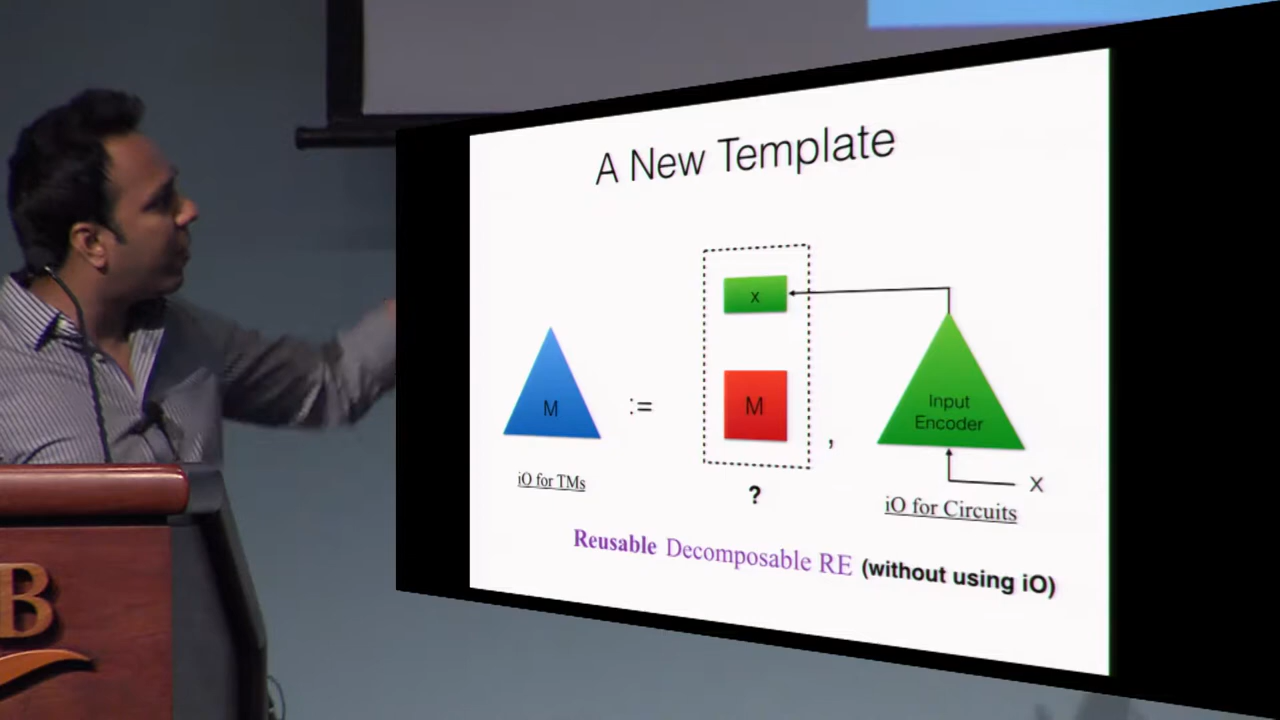 A New Template
x
M
:=
M
,
Input
Encoder
X
iO for TMs
?
iO for Circuits
Reusable Decomposable RE (without using iO)
B